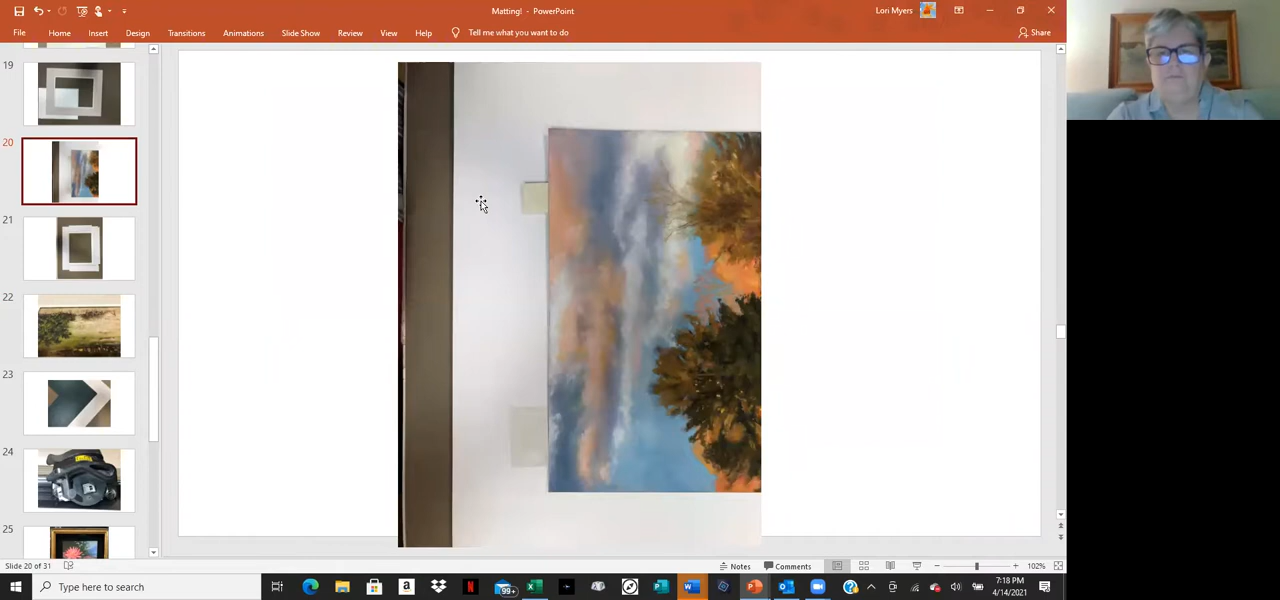 Matting! - PowerPoint
Lori Myers
File Home Insert Design Transitions Animations Slide Show Review View Help Tell me what you want to do Share
19
20
21
22
23
24
25
Slide 20 of 31 Notes Comments 102%
Type here to search
99+
7:18 PM
4/14/2021